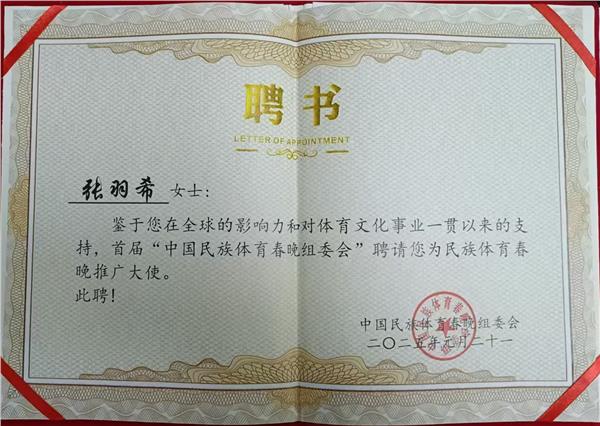 聘书
LETTER OF APPOINTMENT
张羽希 女士：
鉴于您在全球的影响力和对体育文化事业一贯以来的支
持，首届“中国民族体育春晚组委会”聘请您为民族体育春
晚推广大使。
此聘！
中国民族体育春晚组委会
二〇二五年元月二十一